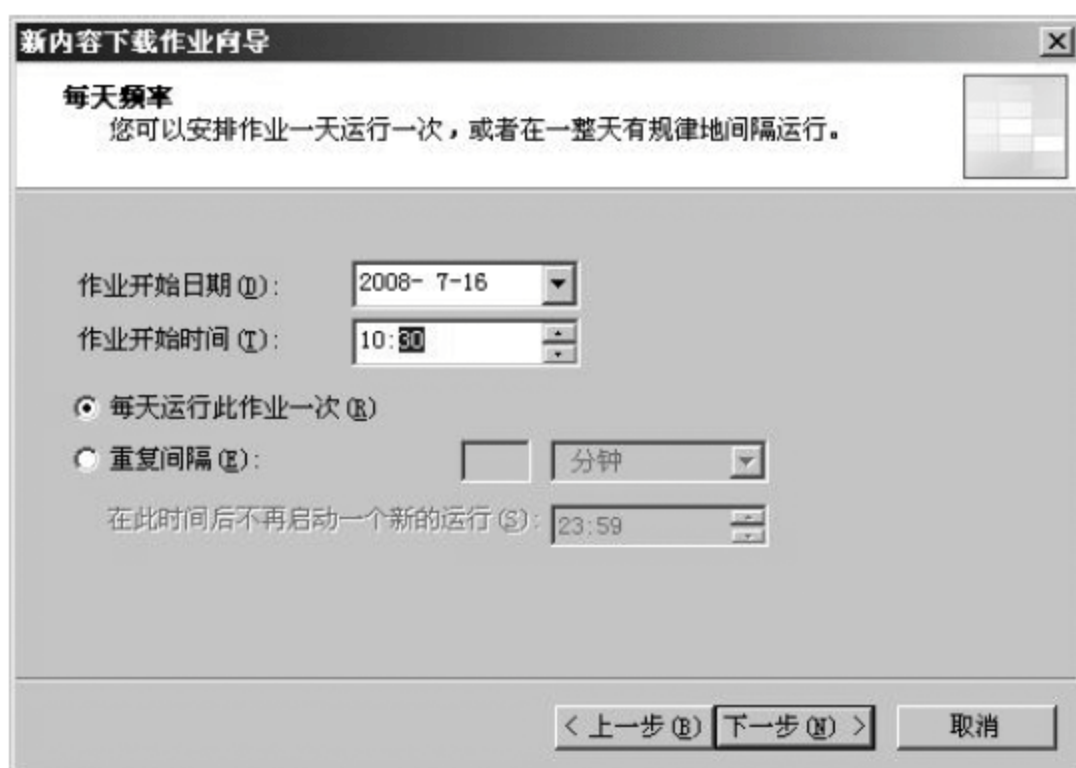 新内容下载作业向导
每天频率
您可以安排作业一天运行一次，或者在一整天有规律地间隔运行。
作业开始日期(D): 2008- 7-16
作业开始时间(T): 10:30
每天运行此作业一次(R)
重复间隔(E): 分钟
在此时间后不再启动一个新的运行(S): 23:59
< 上一步(B) 下一步(N) > 取消